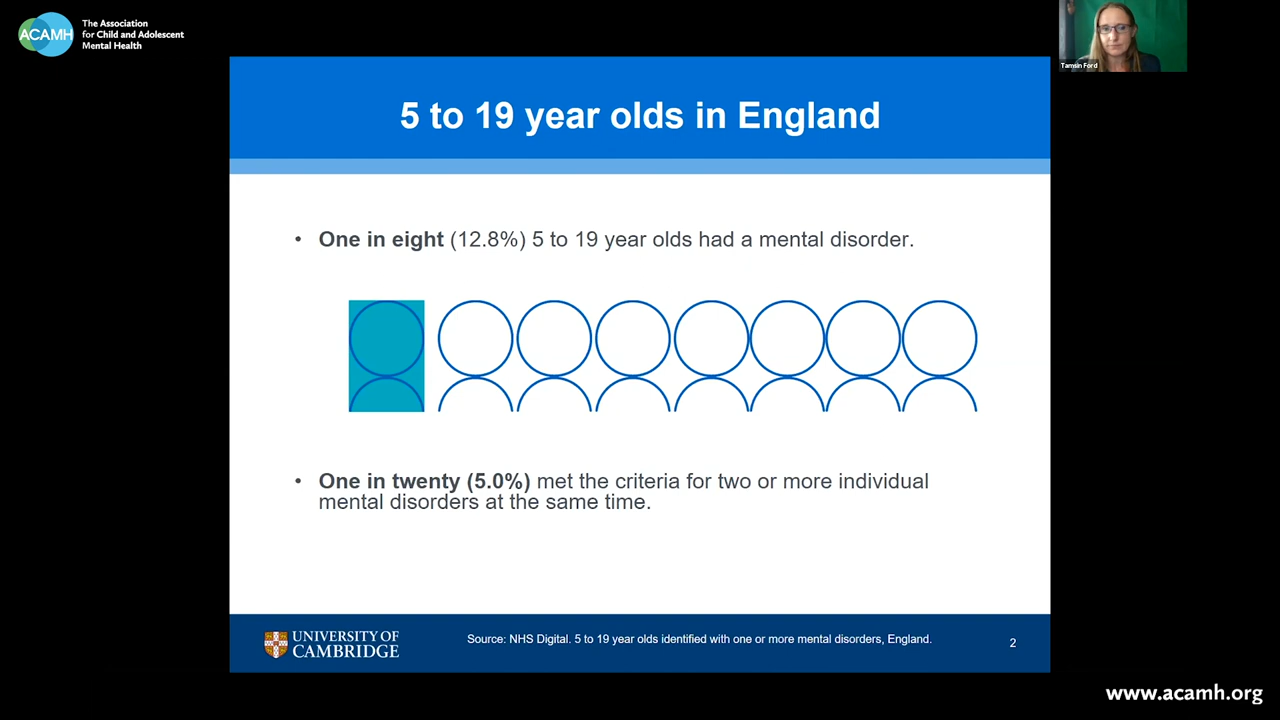 ACAMH
The Association
for Child and Adolescent
Mental Health
Tamsin Ford
5 to 19 year olds in England
• One in eight (12.8%) 5 to 19 year olds had a mental disorder.
• One in twenty (5.0%) met the criteria for two or more individual
mental disorders at the same time.
UNIVERSITY OF
CAMBRIDGE
Source: NHS Digital. 5 to 19 year olds identified with one or more mental disorders, England.
2
www.acamh.org